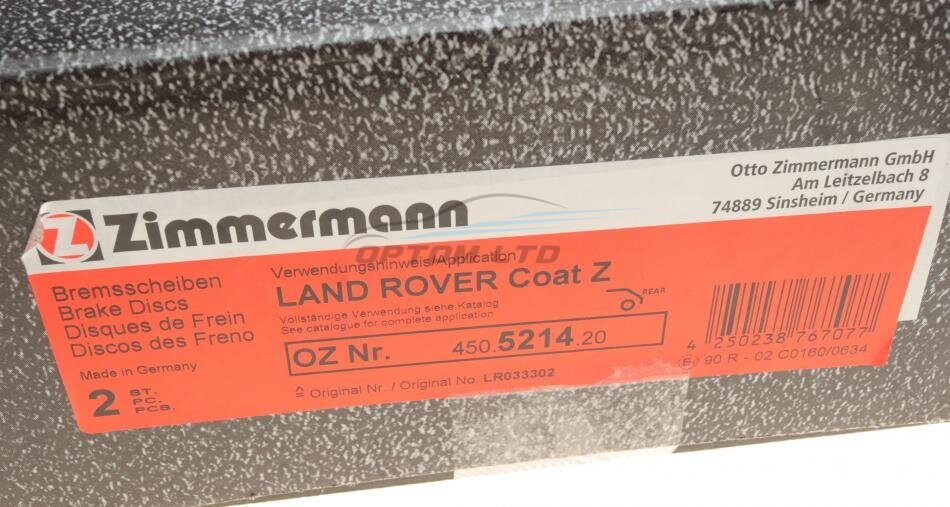 Otto Zimmermann GmbH
Am Leitzelbach 8
74889 Sinsheim / Germany
Z Zimmermann
OPTOM LTD
Bremsscheiben
Brake Discs
Disques de Frein
Discos des Freno
Made in Germany
2 ST.
PC.
PCS.
Verwendungshinweis/Application
LAND ROVER Coat Z
Vollständige Verwendung siehe Katalog
See catalogue for complete application
REAR
OZ Nr. 450.5214.20
≙ Original Nr. / Original No. LR033302
4 250238 767077
E1 90 R - 02 C0160/0634